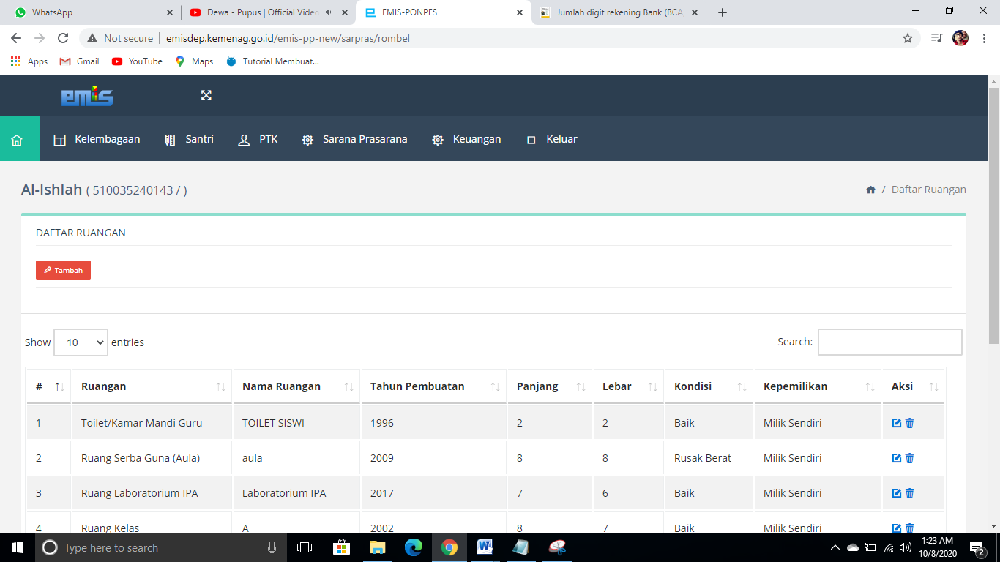 WhatsApp
Dewa - Pupus | Official Video
EMIS-PONPES
Jumlah digit rekening Bank (BCA,
Not secure
emisdep.kemenag.go.id/emis-pp-new/sarpras/rombel
Apps Gmail YouTube Maps Tutorial Membuat...
emis
Kelembagaan Santri PTK Sarana Prasarana Keuangan Keluar
Al-Ishlah ( 510035240143 / )
/ Daftar Ruangan
DAFTAR RUANGAN
Tambah
Show 10 entries
Search:
# Ruangan Nama Ruangan Tahun Pembuatan Panjang Lebar Kondisi Kepemilikan Aksi
1 Toilet/Kamar Mandi Guru TOILET SISWI 1996 2 2 Baik Milik Sendiri
2 Ruang Serba Guna (Aula) aula 2009 8 8 Rusak Berat Milik Sendiri
3 Ruang Laboratorium IPA Laboratorium IPA 2017 7 6 Baik Milik Sendiri
4 Ruang Kelas A 2002 8 7 Baik Milik Sendiri
Type here to search
1:23 AM
10/8/2020
2